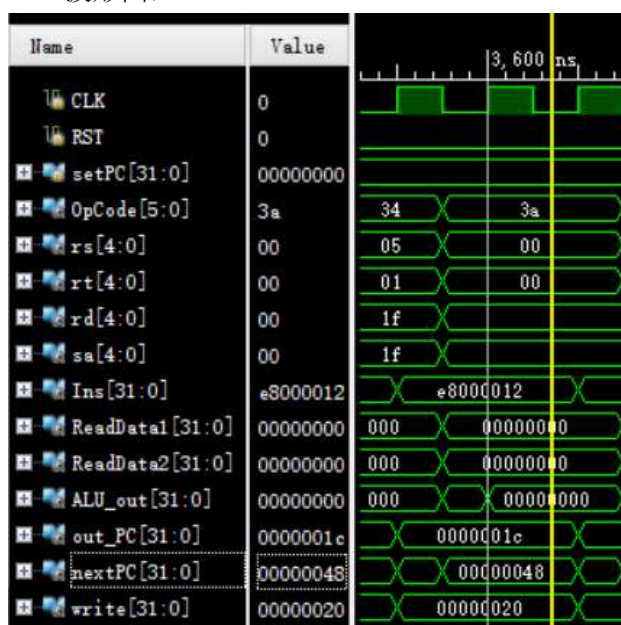 Name Value
3,600 ns
CLK 0
RST 0
setPC[31:0] 00000000
OpCode[5:0] 3a 34 3a
rs[4:0] 00 05 00
rt[4:0] 00 01 00
rd[4:0] 00 1f
sa[4:0] 00 1f
Ins[31:0] e8000012 e8000012
ReadData1[31:0] 00000000 000 00000000
ReadData2[31:0] 00000000 000 00000000
ALU_out[31:0] 00000000 000 00000000
out_PC[31:0] 0000001c 0000001c
nextPC[31:0] 00000048 00000048
write[31:0] 00000020 00000020